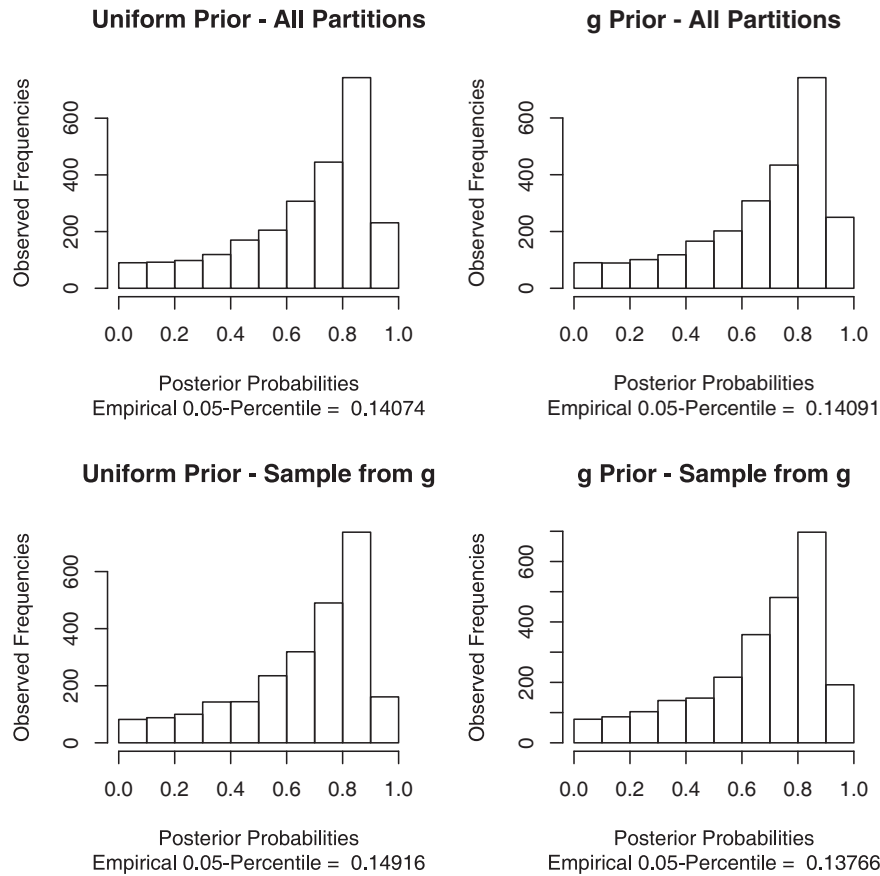 Uniform Prior - All Partitions
Observed Frequencies
600
400
200
0
0.0 0.2 0.4 0.6 0.8 1.0
Posterior Probabilities
Empirical 0.05-Percentile = 0.14074
g Prior - All Partitions
Observed Frequencies
600
400
200
0
0.0 0.2 0.4 0.6 0.8 1.0
Posterior Probabilities
Empirical 0.05-Percentile = 0.14091
Uniform Prior - Sample from g
Observed Frequencies
600
400
200
0
0.0 0.2 0.4 0.6 0.8 1.0
Posterior Probabilities
Empirical 0.05-Percentile = 0.14916
g Prior - Sample from g
Observed Frequencies
600
400
200
0
0.0 0.2 0.4 0.6 0.8 1.0
Posterior Probabilities
Empirical 0.05-Percentile = 0.13766